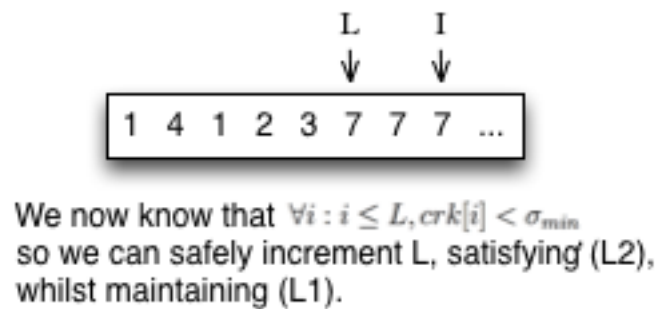 L I
1 4 1 2 3 7 7 7 ...
We now know that ∀i : i ≤ L, crk[i] < σ_min
so we can safely increment L, satisfying (L2),
whilst maintaining (L1).